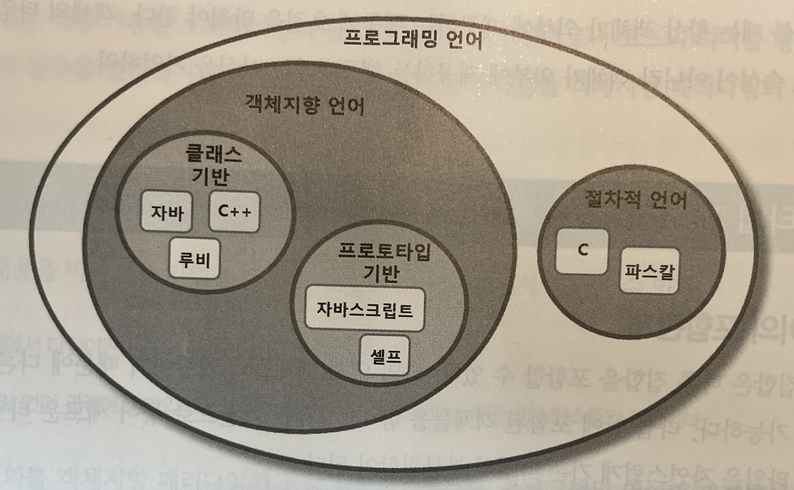 프로그래밍 언어
객체지향 언어
클래스
기반
자바 C++
루비
프로토타입
기반
자바스크립트
셀프
절차적 언어
C
파스칼